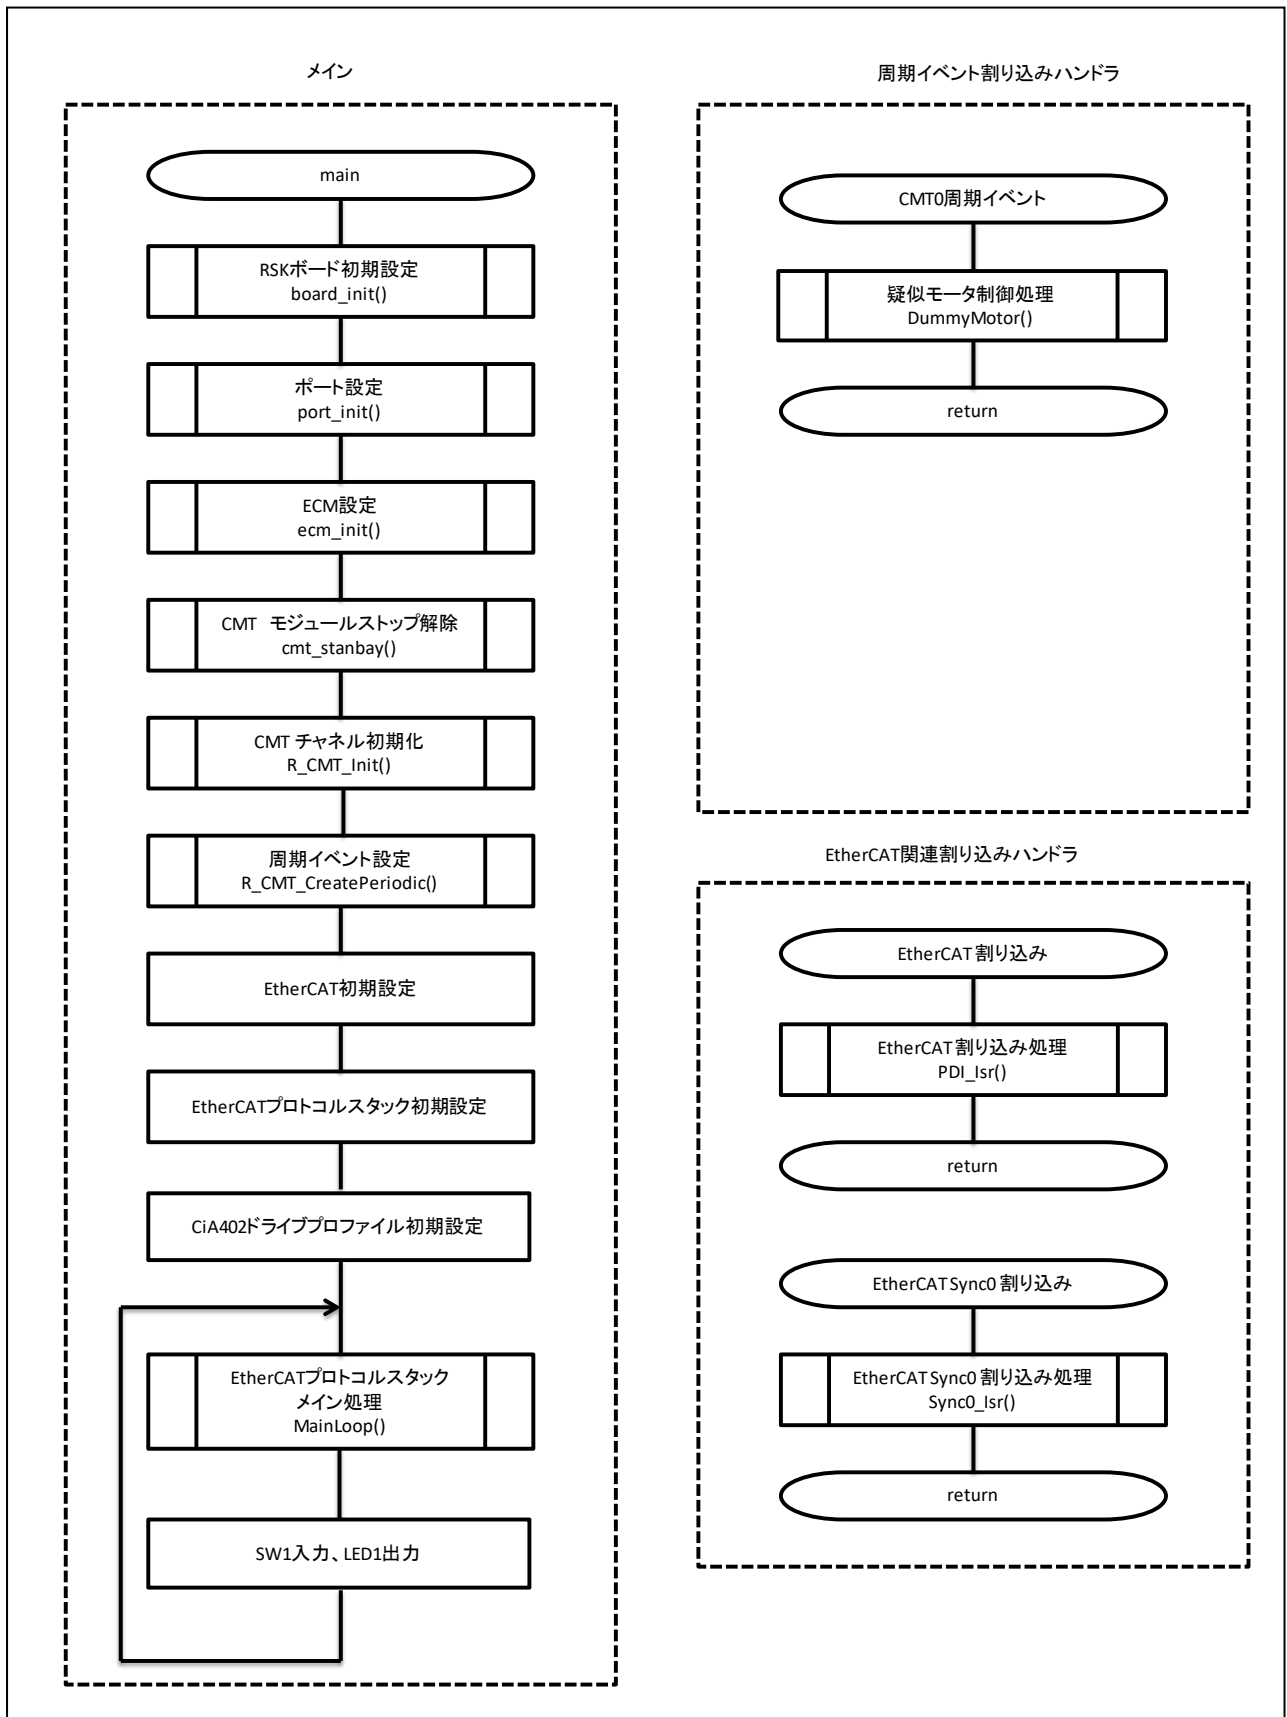 メイン
main
RSKボード初期設定
board_init()
ポート設定
port_init()
ECM設定
ecm_init()
CMT　モジュールストップ解除
cmt_stanbay()
CMT チャネル初期化
R_CMT_Init()
周期イベント設定
R_CMT_CreatePeriodic()
EtherCAT初期設定
EtherCATプロトコルスタック初期設定
CiA402ドライブプロファイル初期設定
EtherCATプロトコルスタック
メイン処理
MainLoop()
SW1入力、LED1出力
周期イベント割り込みハンドラ
CMT0周期イベント
疑似モータ制御処理
DummyMotor()
return
EtherCAT関連割り込みハンドラ
EtherCAT 割り込み
EtherCAT 割り込み処理
PDI_Isr()
return
EtherCAT Sync0 割り込み
EtherCAT Sync0 割り込み処理
Sync0_Isr()
return